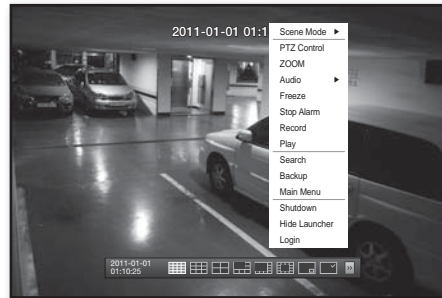 2011-01-01 01:1
Scene Mode ▶
PTZ Control
ZOOM
Audio ▶
Freeze
Stop Alarm
Record
Play
Search
Backup
Main Menu
Shutdown
Hide Launcher
Login
2011-01-01
01:10:25